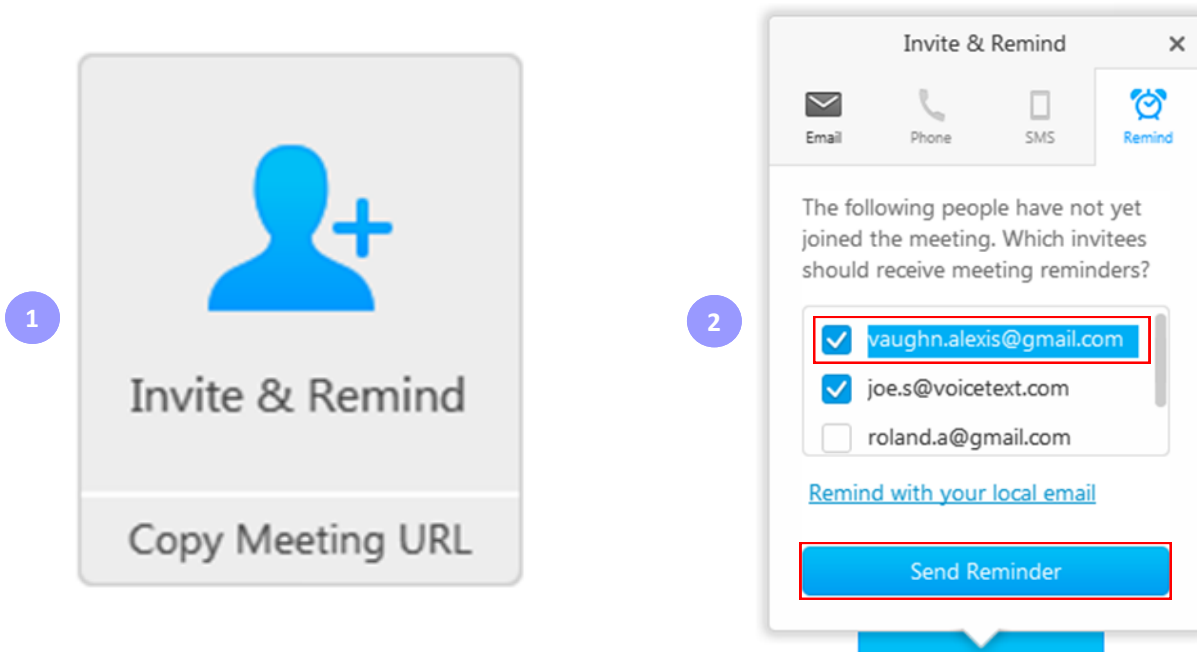 1
Invite & Remind
Copy Meeting URL
2
Invite & Remind
Email Phone SMS Remind
The following people have not yet
joined the meeting. Which invitees
should receive meeting reminders?
vaughn.alexis@gmail.com
joe.s@voicetext.com
roland.a@gmail.com
Remind with your local email
Send Reminder